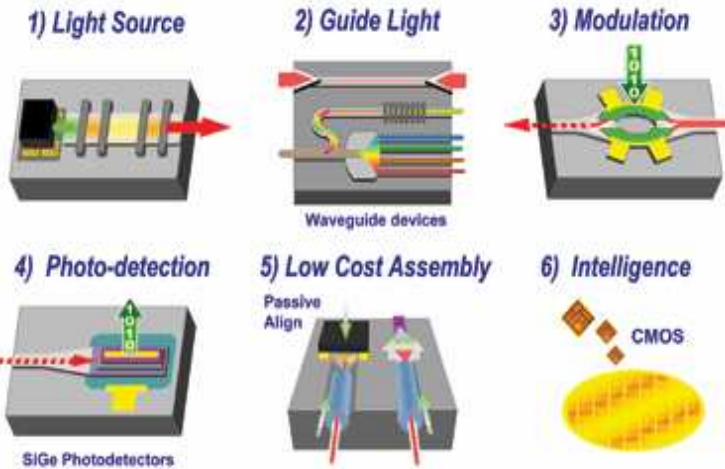 1) Light Source
2) Guide Light
3) Modulation
1010
Waveguide devices
4) Photo-detection
5) Low Cost Assembly
6) Intelligence
1010
Passive
Align
CMOS
SiGe Photodetectors